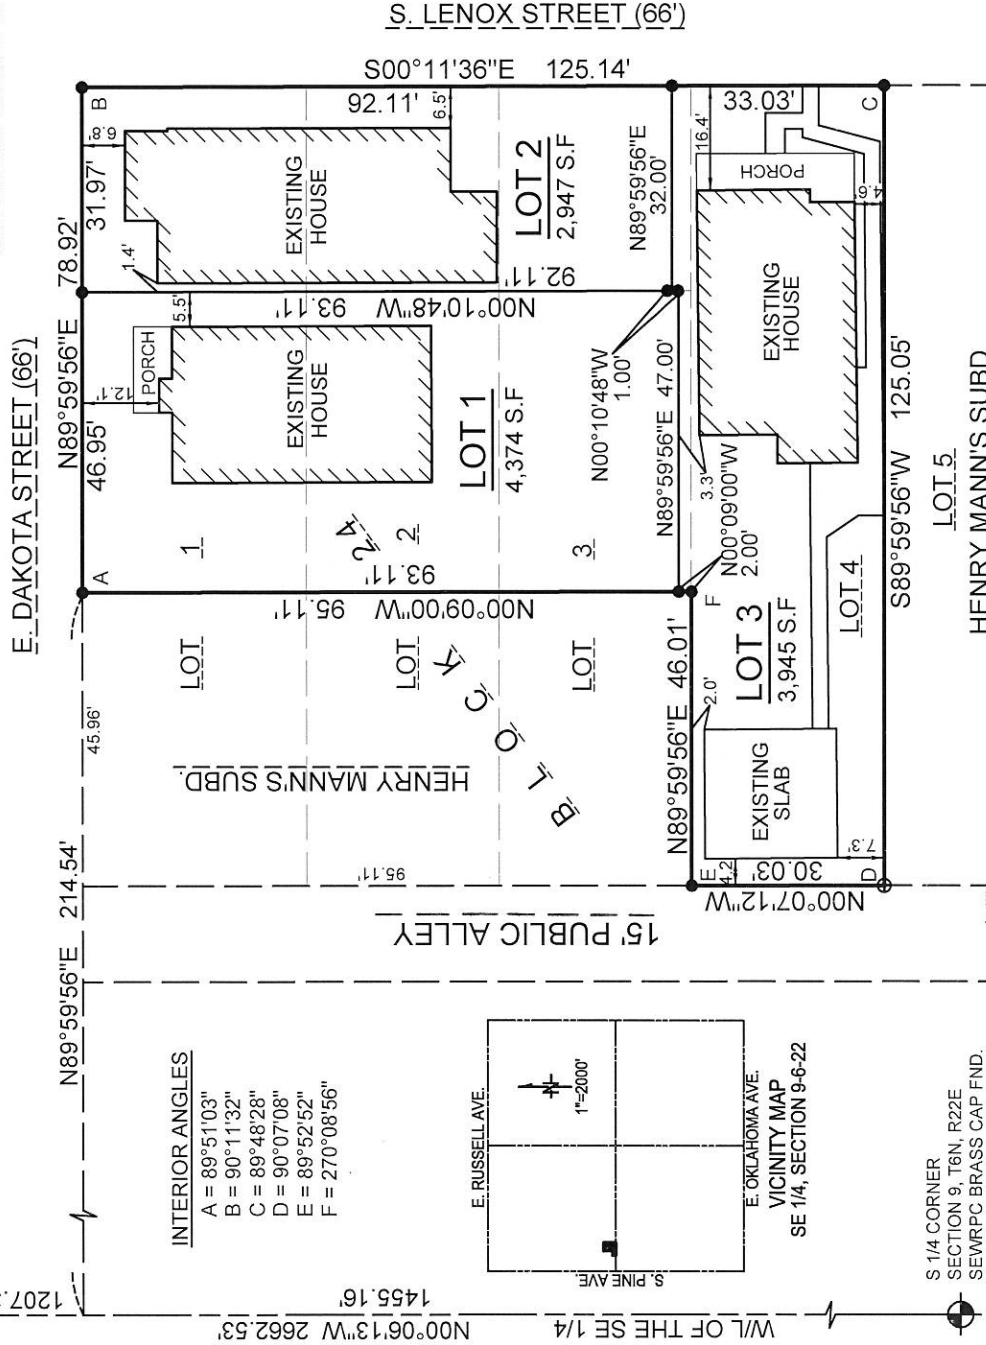 S. LENOX STREET (66')
S00°11'36"E 125.14'
92.11'
33.03'
B
C
6.8'
6.5'
16.4'
4.6'
31.97'
78.92'
EXISTING
HOUSE
LOT 2
2,947 S.F
N89°59'56"E
32.00'
PORCH
1.4'
92.11'
N00°10'48"W 93.11'
E. DAKOTA STREET (66')
N89°59'56"E
46.95'
5.5'
PORCH
12.1'
EXISTING
HOUSE
LOT 1
4,374 S.F
N00°10'48"W
1.00'
N89°59'56"E 47.00'
EXISTING
HOUSE
3.3'
N00°09'00"W
2.00'
S89°59'56"W 125.05'
LOT 5
HENRY MANN'S SUBD
1
2
3
24
A
93.11'
N00°09'00"W 95.11'
F
LOT 3
3,945 S.F
LOT 4
LOT
LOT
LOT
BLOCK
HENRY MANN'S SUBD.
45.96'
N89°59'56"E 46.01'
2.0'
EXISTING
SLAB
4.2
7.3'
30.03'
E
D
N00°07'12"W
95.11'
15' PUBLIC ALLEY
N89°59'56"E 214.54'
INTERIOR ANGLES
A = 89°51'03"
B = 90°11'32"
C = 89°48'28"
D = 90°07'08"
E = 89°52'52"
F = 270°08'56"
E. RUSSELL AVE.
N
1"=2000'
S. PINE AVE.
E. OKLAHOMA AVE.
VICINITY MAP
SE 1/4, SECTION 9-6-22
1455.16'
N00°06'13"W 2662.53'
W/L OF THE SE 1/4
S 1/4 CORNER
SECTION 9, T6N, R22E
SEWRPC BRASS CAP FND.